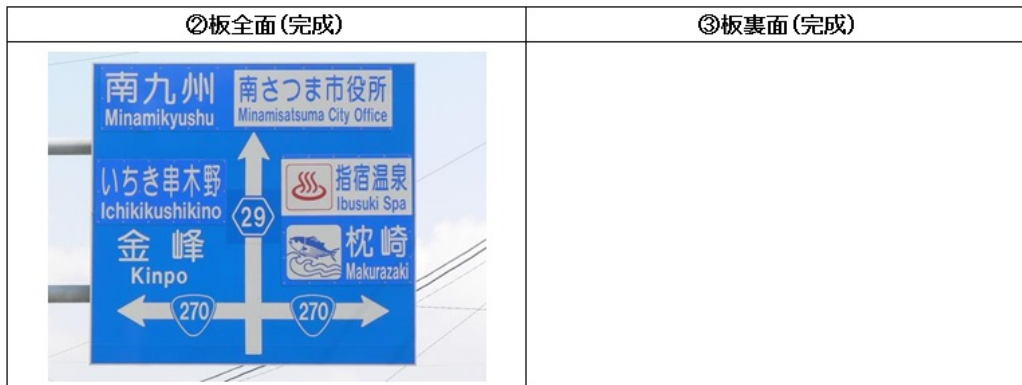 ②板全面(完成)
③板裏面(完成)
南九州
Minamikyushu
南さつま市役所
Minamisatsuma City Office
いちき串木野
Ichikikushikino
指宿温泉
Ibusuki Spa
29
金峰
Kinpo
枕崎
Makurazaki
270
270